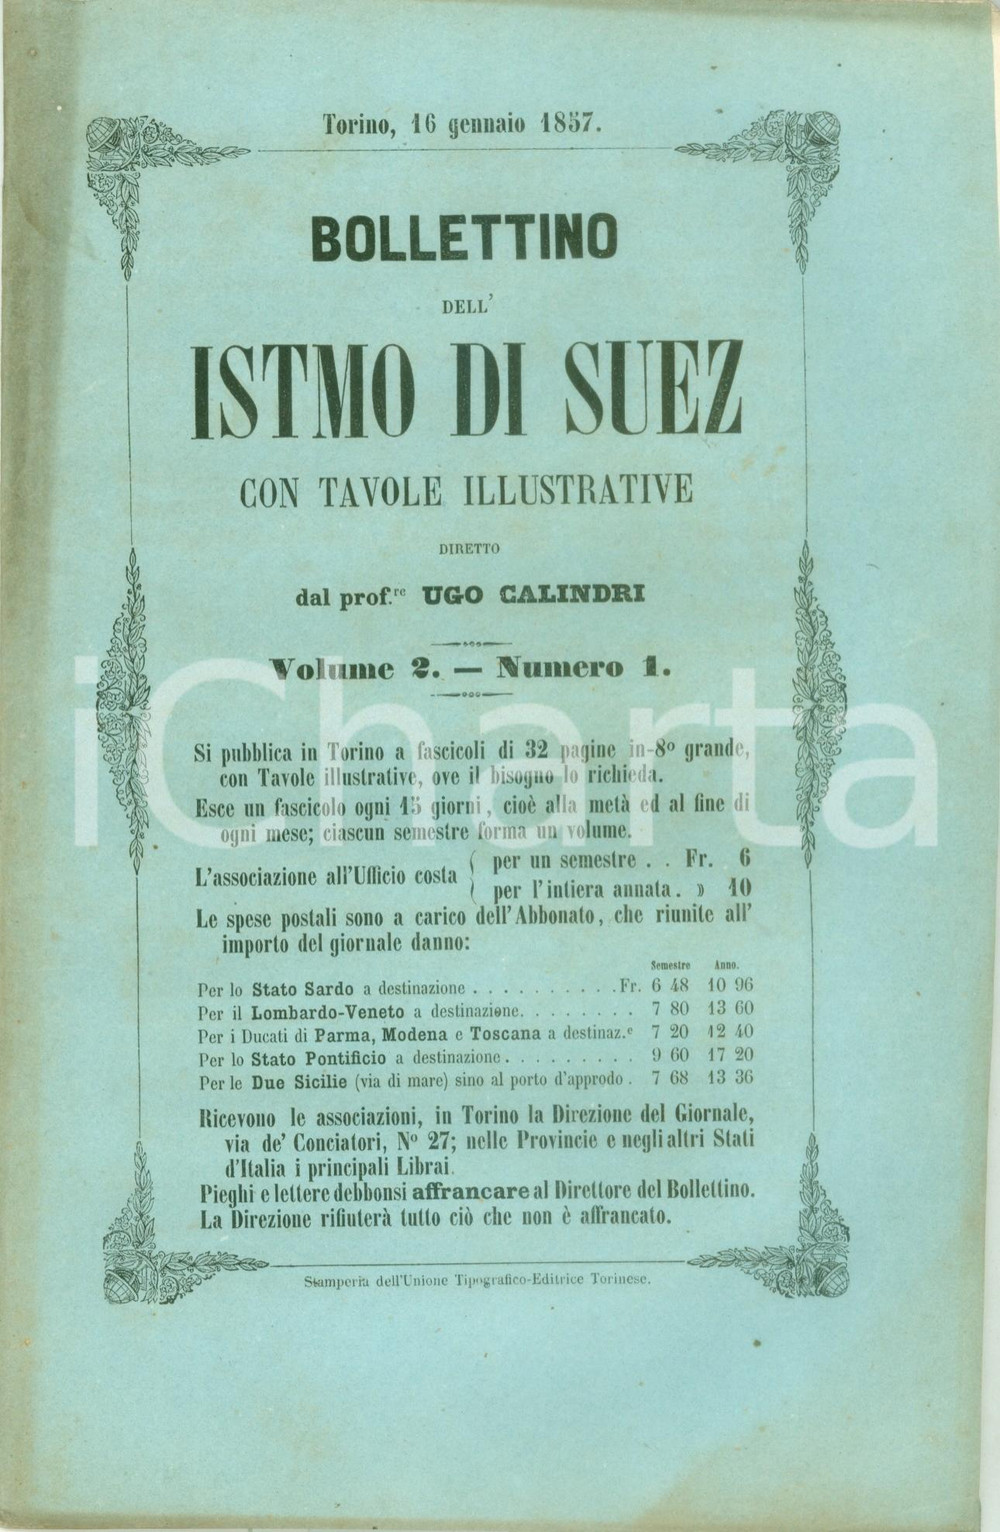 Torino, 16 gennaio 1857.
BOLLETTINO
DELL'
ISTMO DI SUEZ
CON TAVOLE ILLUSTRATIVE
DIRETTO
dal prof.re UGO CALINDRI
Volume 2. — Numero 1.
Si pubblica in Torino a fascicoli di 32 pagine in-8º grande,
con Tavole illustrative, ove il bisogno lo richieda.
Esce un fascicolo ogni 15 giorni, cioè alla metà ed al fine di
ogni mese; ciascun semestre forma un volume.
L'associazione all'Ufficio costa ( per un semestre . . Fr. 6
( per l'intiera annata. » 10
Le spese postali sono a carico dell'Abbonato, che riunite all'
importo del giornale danno:
Semestre Anno.
Per lo Stato Sardo a destinazione . . . . . . . . . . Fr. 6 48 10 96
Per il Lombardo-Veneto a destinazione. . . . . . . . 7 80 13 60
Per i Ducati di Parma, Modena e Toscana a destinaz.e 7 20 12 40
Per lo Stato Pontificio a destinazione. . . . . . . . . 9 60 17 20
Per le Due Sicilie (via di mare) sino al porto d'approdo . 7 68 13 36
Ricevono le associazioni, in Torino la Direzione del Giornale,
via de' Conciatori, Nº 27; nelle Provincie e negli altri Stati
d'Italia i principali Librai.
Pieghi e lettere debbonsi affrancare al Direttore del Bollettino.
La Direzione rifiuterà tutto ciò che non è affrancato.
Stamperia dell'Unione Tipografico-Editrice Torinese.
iCharta